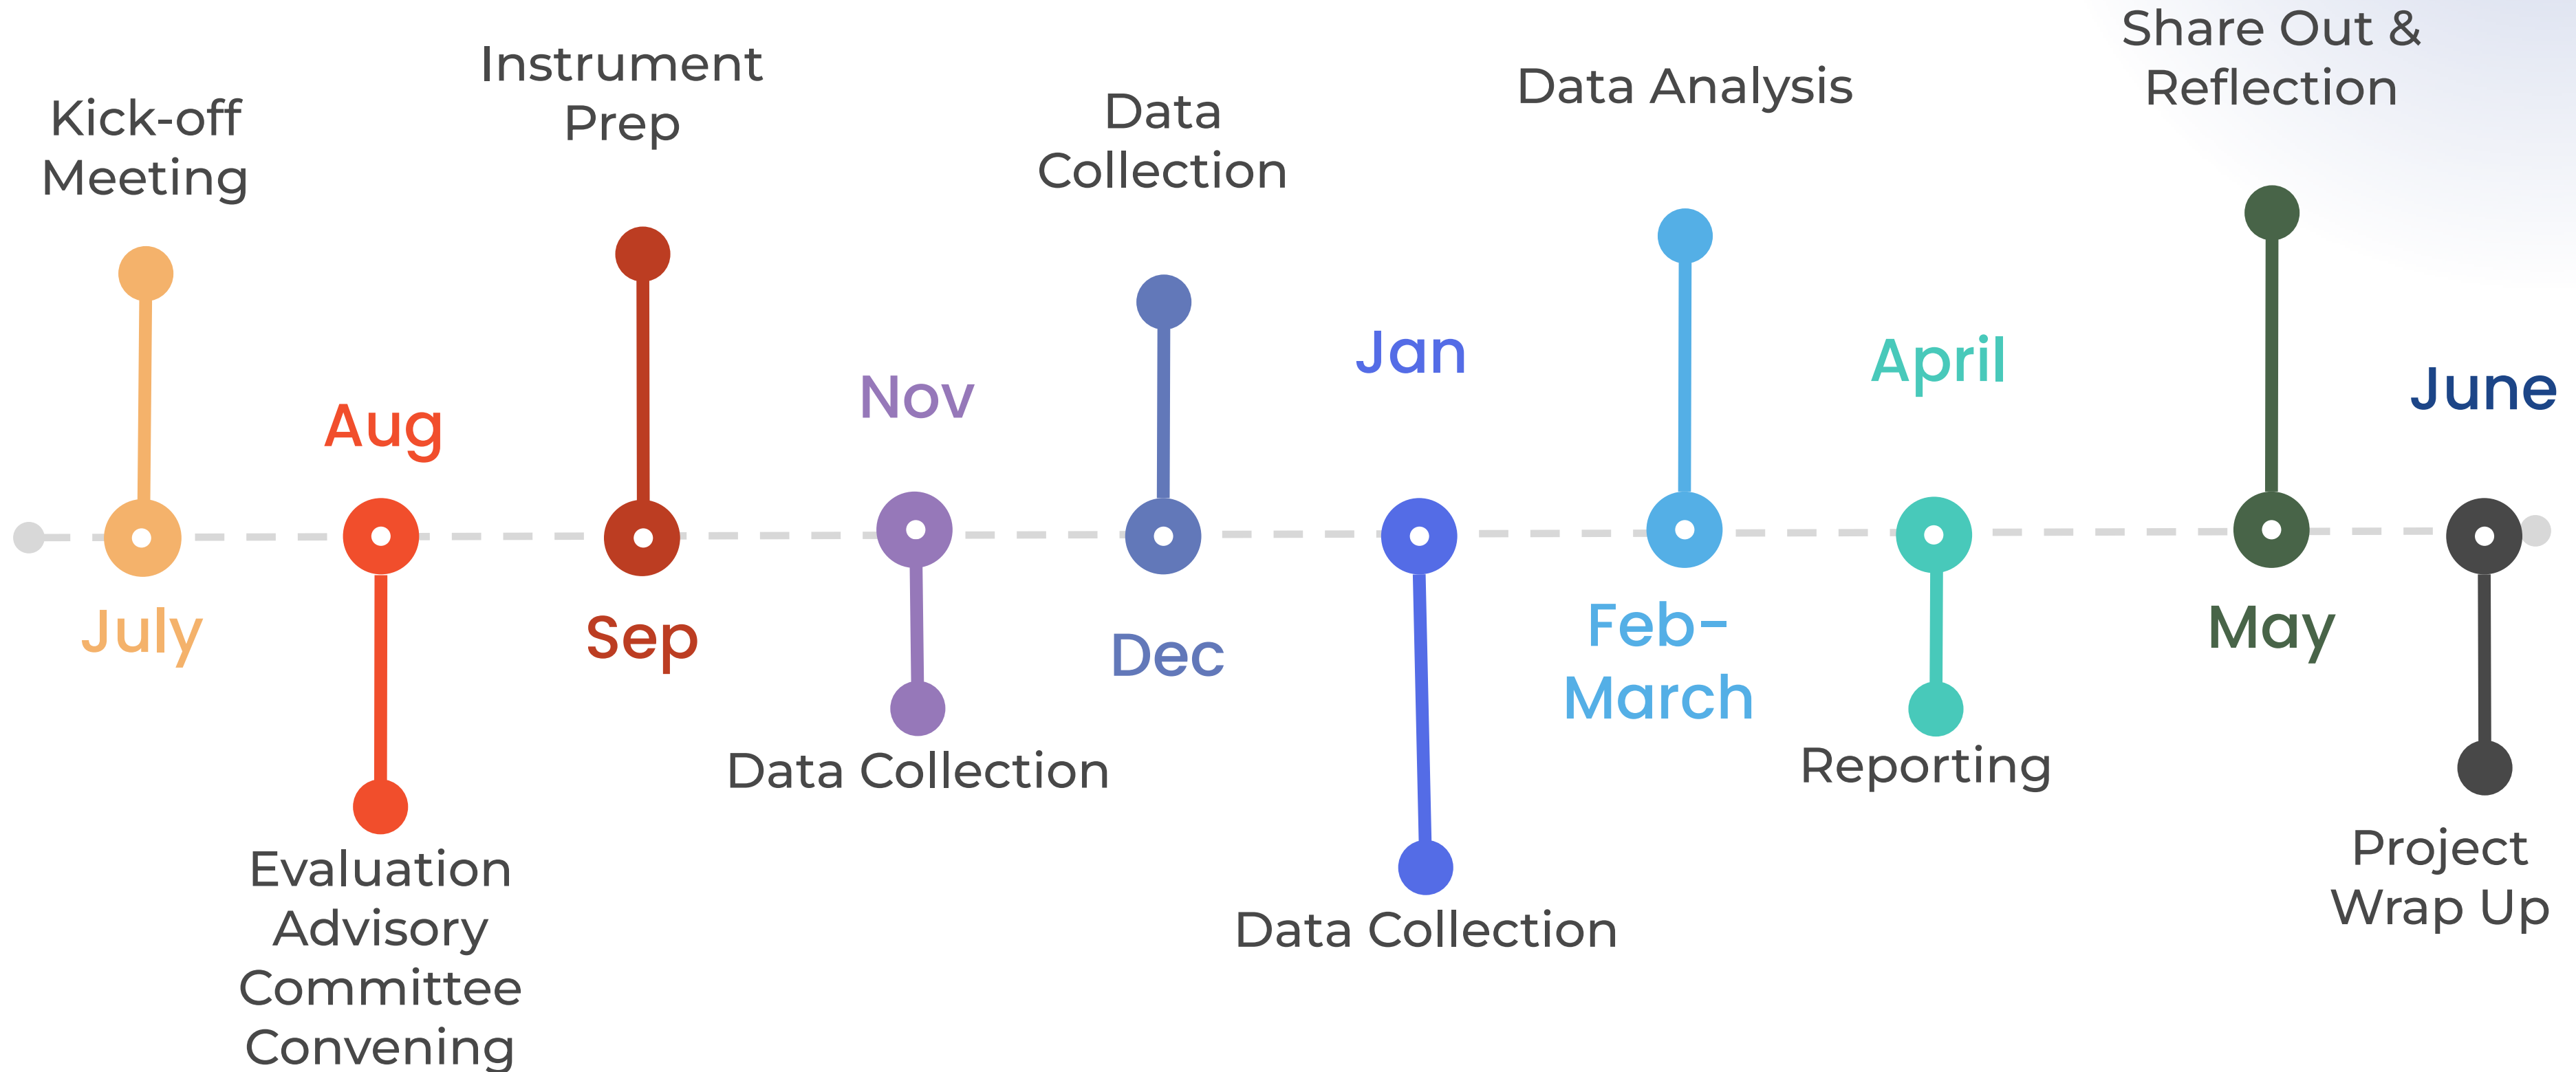 Kick-off
Meeting
July
Aug
Evaluation
Advisory
Committee
Convening
Instrument
Prep
Sep
Nov
Data Collection
Data
Collection
Dec
Jan
Data Collection
Data Analysis
Feb-
March
April
Reporting
Share Out &
Reflection
May
June
Project
Wrap Up